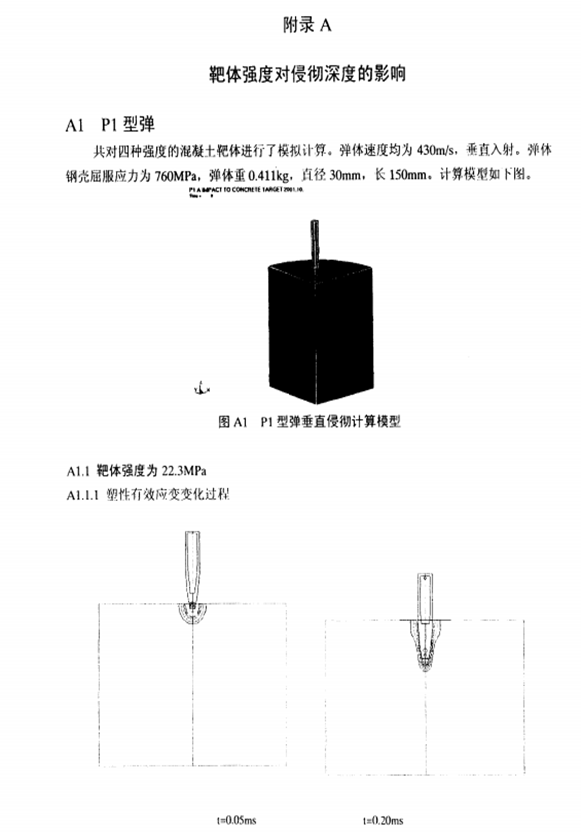 附录 A
靶体强度对侵彻深度的影响
A1 P1 型弹
共对四种强度的混凝土靶体进行了模拟计算。弹体速度均为 430m/s，垂直入射。弹体
钢壳屈服应力为 760MPa，弹体重 0.411kg，直径 30mm，长 150mm。计算模型如下图。
P1 A IMPACT TO CONCRETE TARGET 2001.10.
Time = 0
图 A1 P1 型弹垂直侵彻计算模型
A1.1 靶体强度为 22.3MPa
A1.1.1 塑性有效应变变化过程
t=0.05ms t=0.20ms